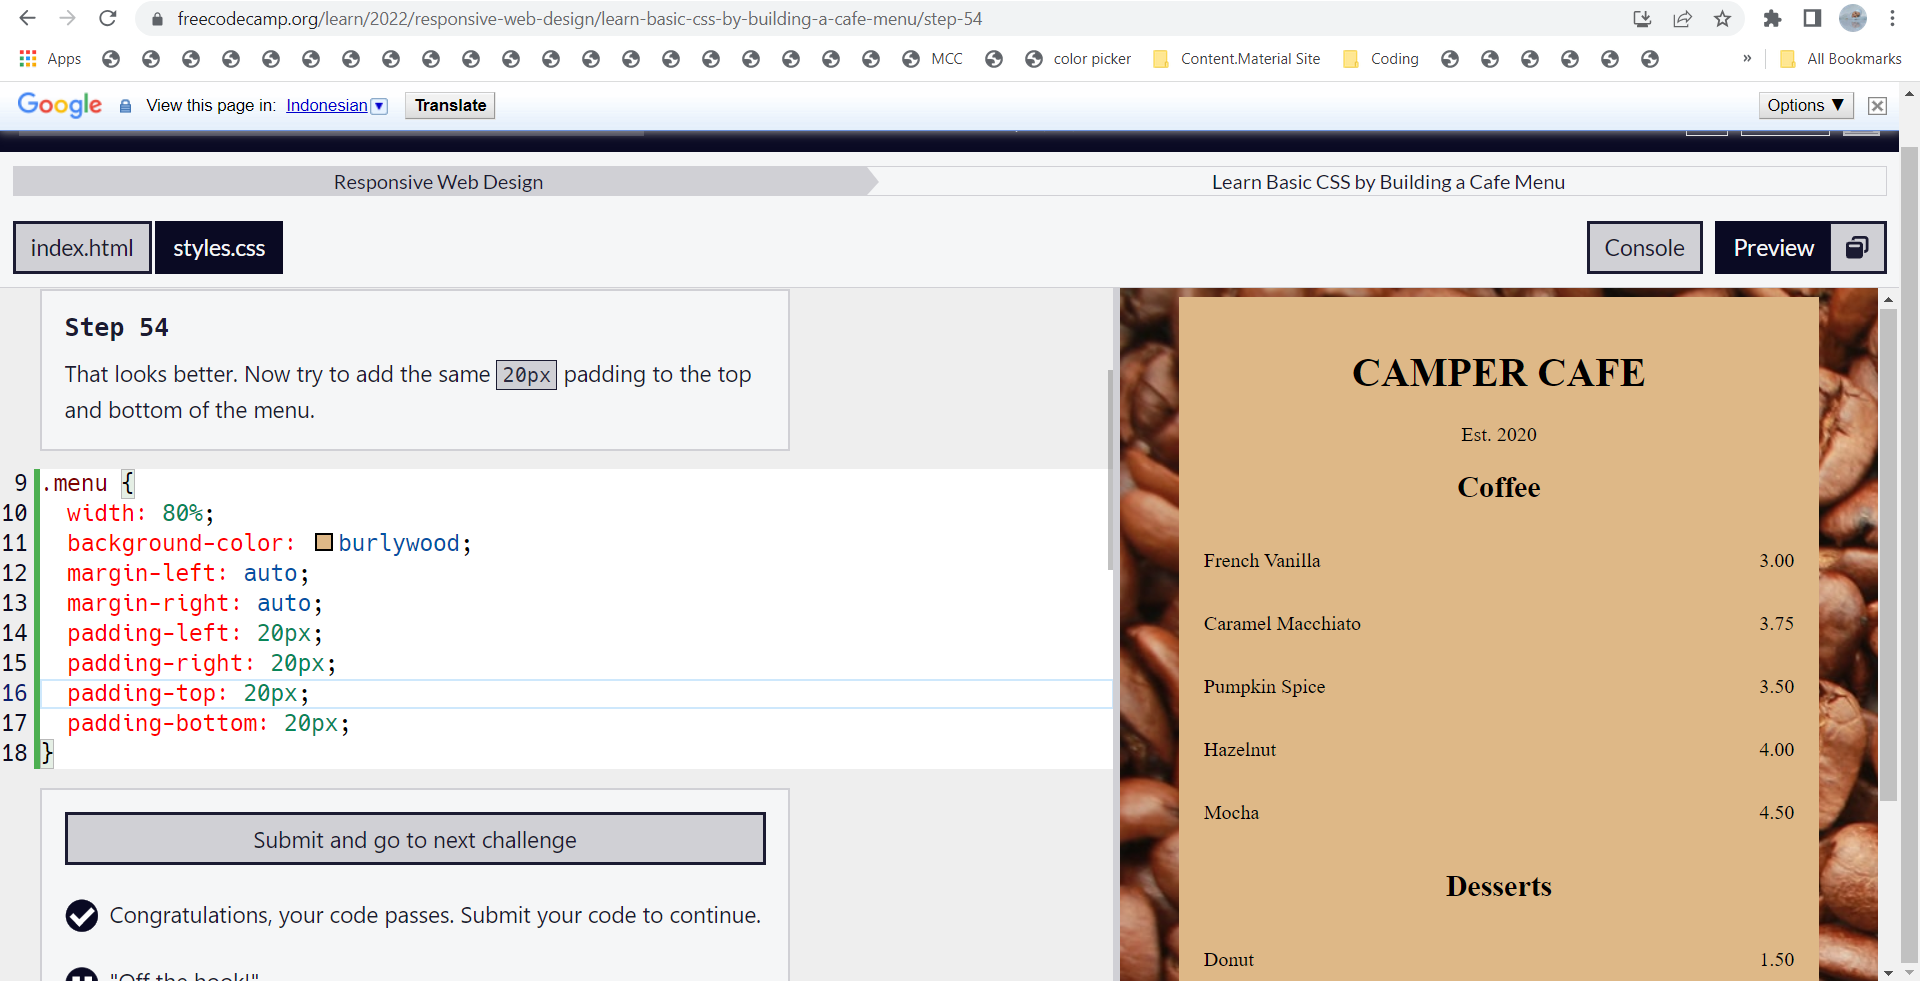 freecodecamp.org/learn/2022/responsive-web-design/learn-basic-css-by-building-a-cafe-menu/step-54
Apps MCC color picker Content.Material Site Coding » All Bookmarks
Google View this page in: Indonesian Translate Options ▼
Responsive Web Design Learn Basic CSS by Building a Cafe Menu
index.html styles.css Console Preview
Step 54
That looks better. Now try to add the same 20px padding to the top
and bottom of the menu.
9 .menu {
10 width: 80%;
11 background-color: burlywood;
12 margin-left: auto;
13 margin-right: auto;
14 padding-left: 20px;
15 padding-right: 20px;
16 padding-top: 20px;
17 padding-bottom: 20px;
18 }
Submit and go to next challenge
Congratulations, your code passes. Submit your code to continue.
"Off the hook!"
CAMPER CAFE
Est. 2020
Coffee
French Vanilla 3.00
Caramel Macchiato 3.75
Pumpkin Spice 3.50
Hazelnut 4.00
Mocha 4.50
Desserts
Donut 1.50